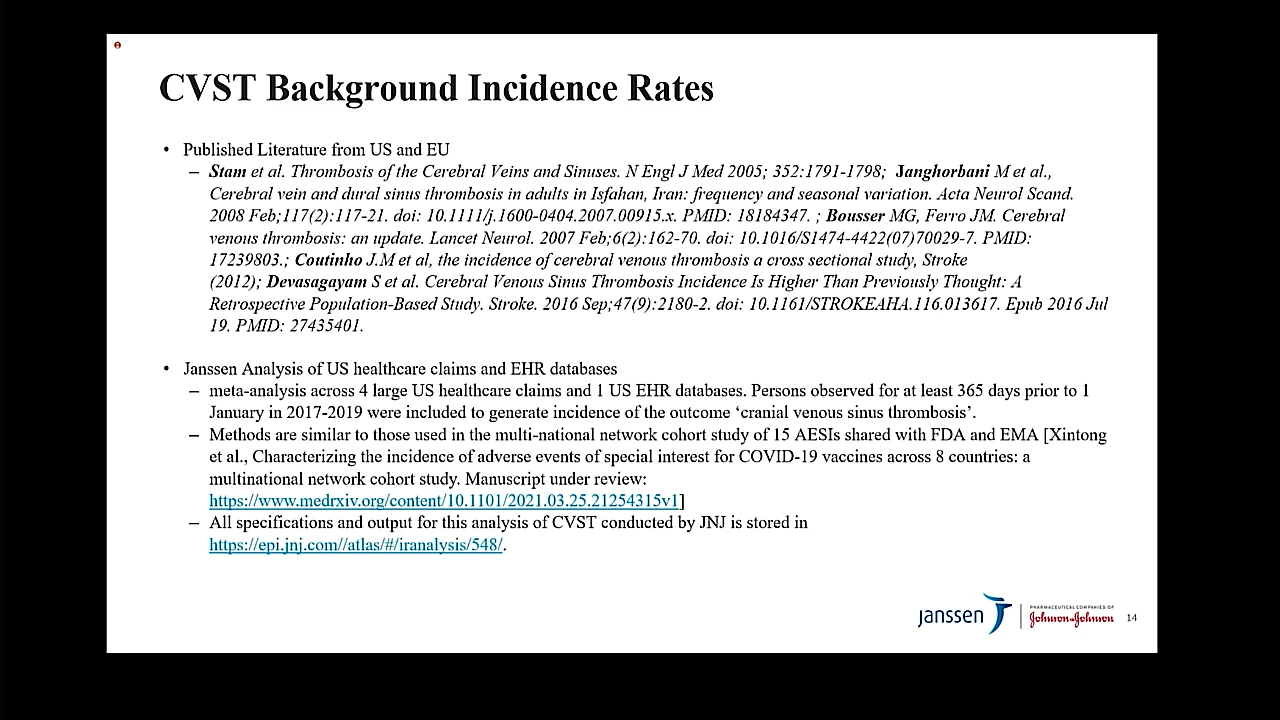 CVST Background Incidence Rates
• Published Literature from US and EU
– Stam et al. Thrombosis of the Cerebral Veins and Sinuses. N Engl J Med 2005; 352:1791-1798; Janghorbani M et al.,
Cerebral vein and dural sinus thrombosis in adults in Isfahan, Iran: frequency and seasonal variation. Acta Neurol Scand.
2008 Feb;117(2):117-21. doi: 10.1111/j.1600-0404.2007.00915.x. PMID: 18184347. ; Bousser MG, Ferro JM. Cerebral
venous thrombosis: an update. Lancet Neurol. 2007 Feb;6(2):162-70. doi: 10.1016/S1474-4422(07)70029-7. PMID:
17239803.; Coutinho J.M et al, the incidence of cerebral venous thrombosis a cross sectional study, Stroke
(2012); Devasagayam S et al. Cerebral Venous Sinus Thrombosis Incidence Is Higher Than Previously Thought: A
Retrospective Population-Based Study. Stroke. 2016 Sep;47(9):2180-2. doi: 10.1161/STROKEAHA.116.013617. Epub 2016 Jul
19. PMID: 27435401.
• Janssen Analysis of US healthcare claims and EHR databases
– meta-analysis across 4 large US healthcare claims and 1 US EHR databases. Persons observed for at least 365 days prior to 1
January in 2017-2019 were included to generate incidence of the outcome ‘cranial venous sinus thrombosis’.
– Methods are similar to those used in the multi-national network cohort study of 15 AESIs shared with FDA and EMA [Xintong
et al., Characterizing the incidence of adverse events of special interest for COVID-19 vaccines across 8 countries: a
multinational network cohort study. Manuscript under review:
https://www.medrxiv.org/content/10.1101/2021.03.25.21254315v1]
– All specifications and output for this analysis of CVST conducted by JNJ is stored in
https://epi.jnj.com//atlas/#/iranalysis/548/.
janssen
PHARMACEUTICAL COMPANIES OF
Johnson & Johnson
14